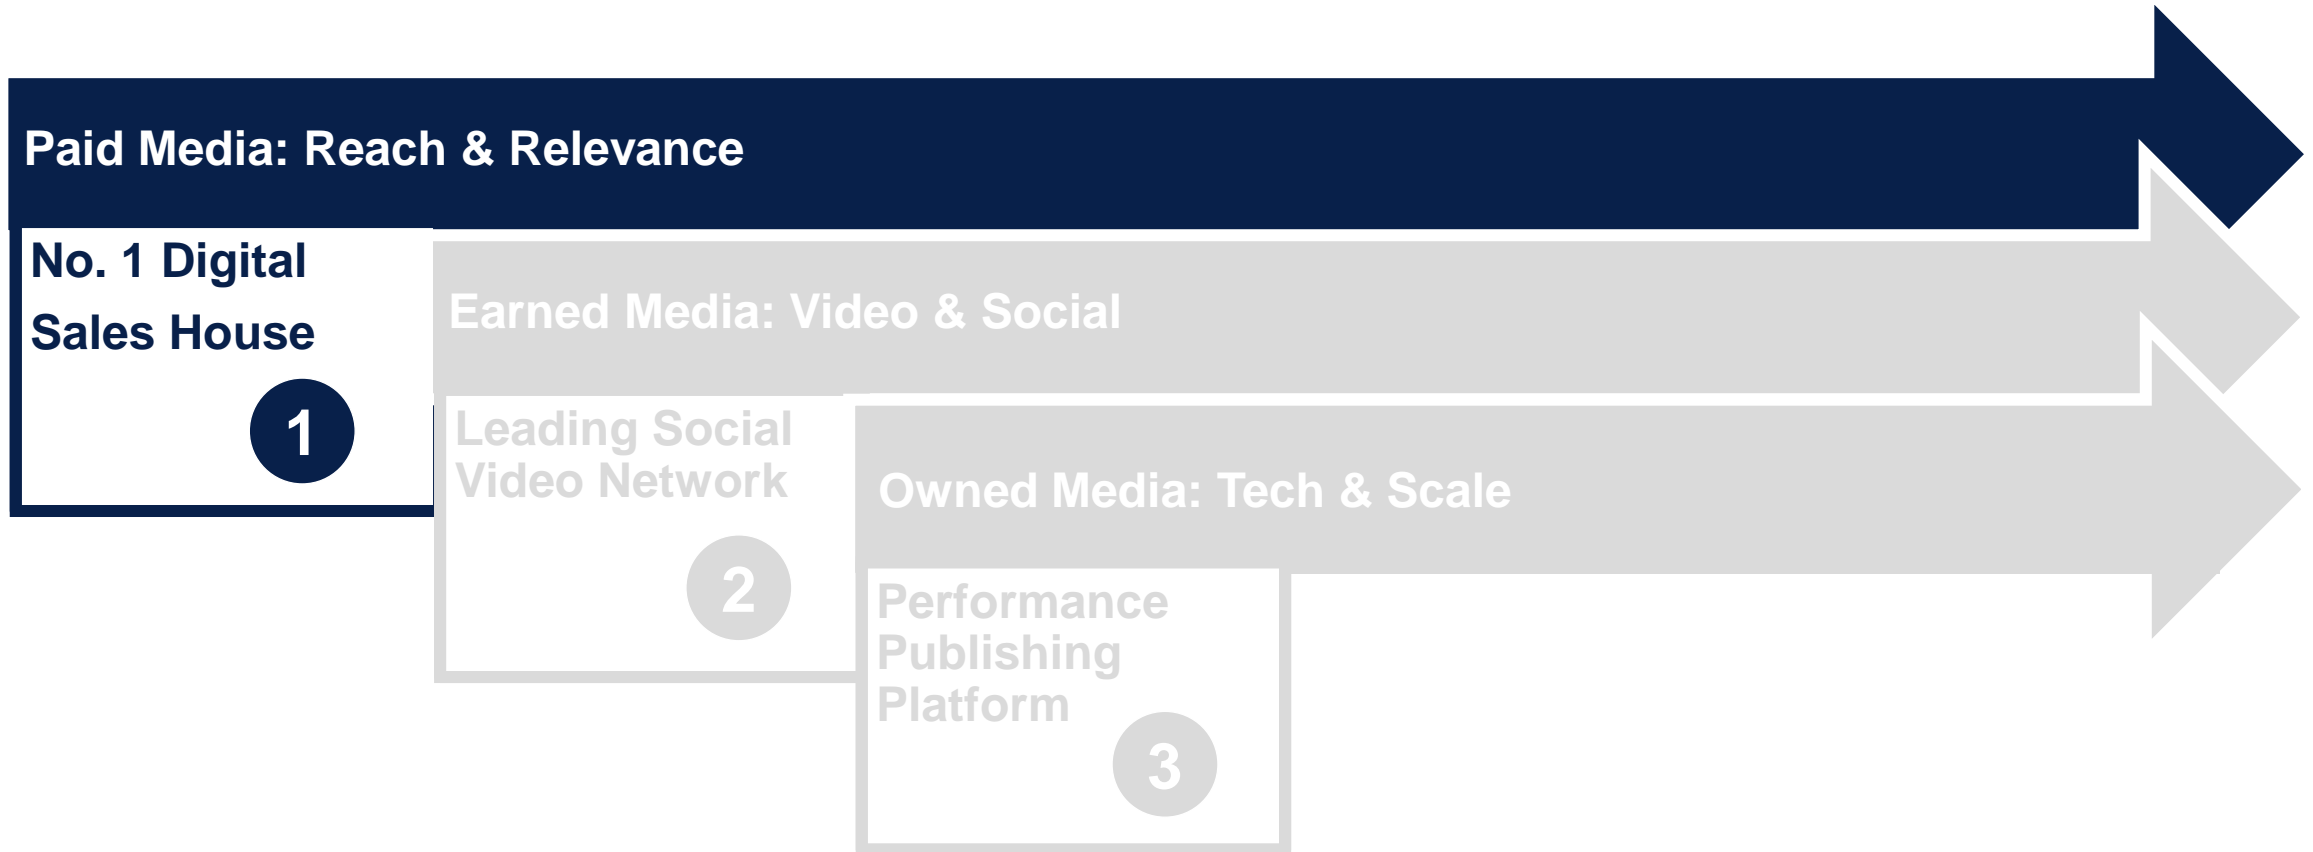 Paid Media: Reach & Relevance
No. 1 Digital
Sales House
1
Earned Media: Video & Social
Leading Social
Video Network
2
Owned Media: Tech & Scale
Performance
Publishing
Platform
3